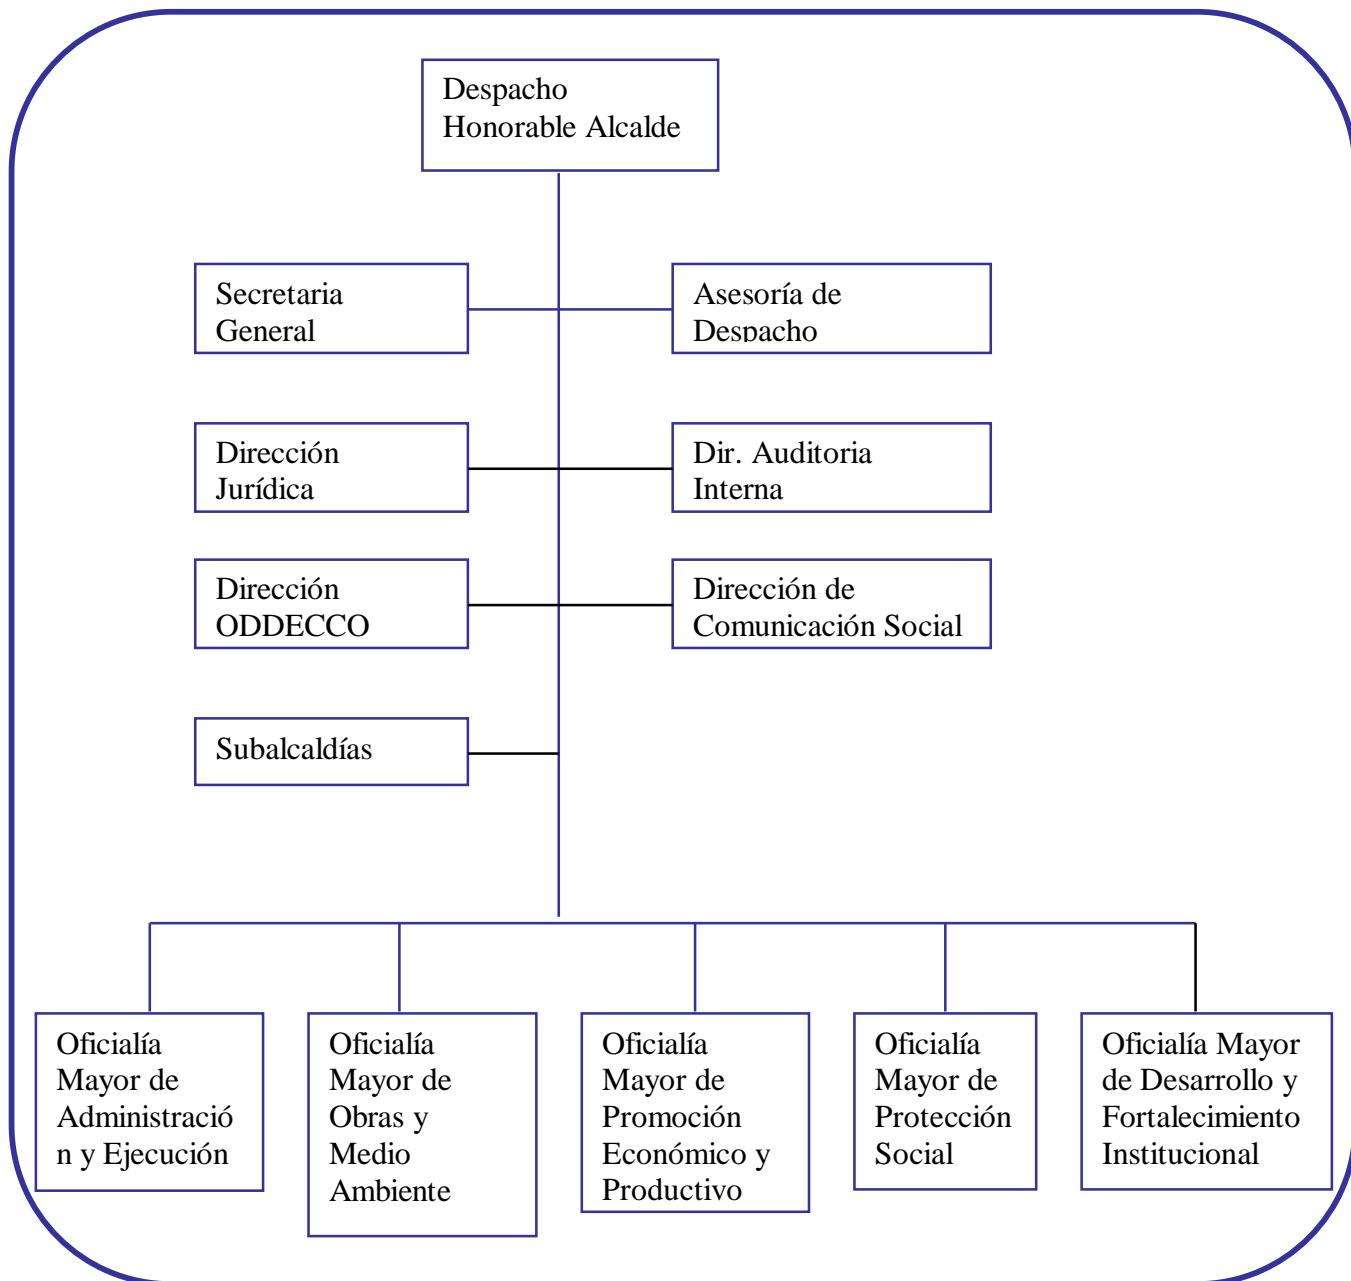 Despacho
Honorable Alcalde
Secretaria
General
Asesoría de
Despacho
Dirección
Jurídica
Dir. Auditoria
Interna
Dirección
ODDECCO
Dirección de
Comunicación Social
Subalcaldías
Oficialía
Mayor de
Administració
n y Ejecución
Oficialía
Mayor de
Obras y
Medio
Ambiente
Oficialía
Mayor de
Promoción
Económico y
Productivo
Oficialía
Mayor de
Protección
Social
Oficialía Mayor
de Desarrollo y
Fortalecimiento
Institucional